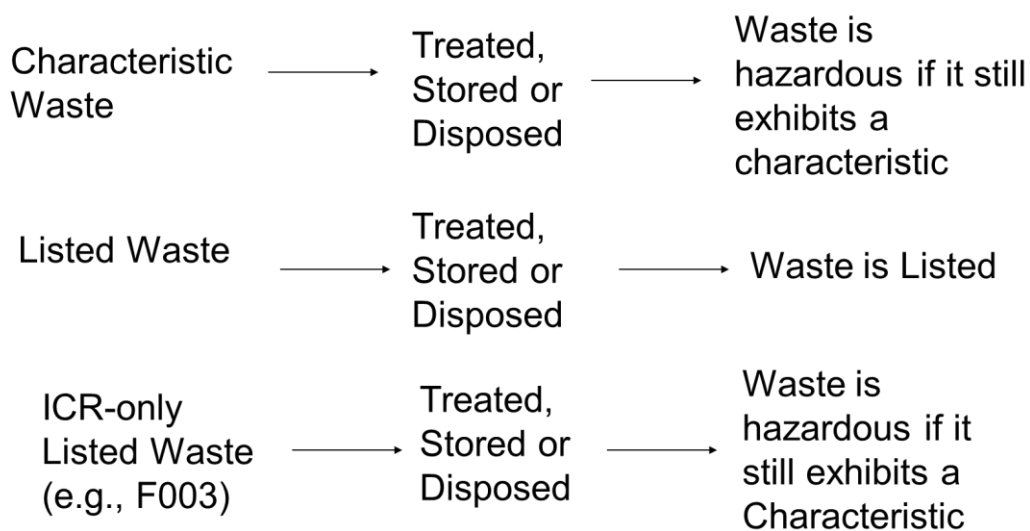 Characteristic
Waste
Treated,
Stored or
Disposed
Waste is
hazardous if it still
exhibits a
characteristic
Listed Waste
Treated,
Stored or
Disposed
Waste is Listed
ICR-only
Listed Waste
(e.g., F003)
Treated,
Stored or
Disposed
Waste is
hazardous if it
still exhibits a
Characteristic